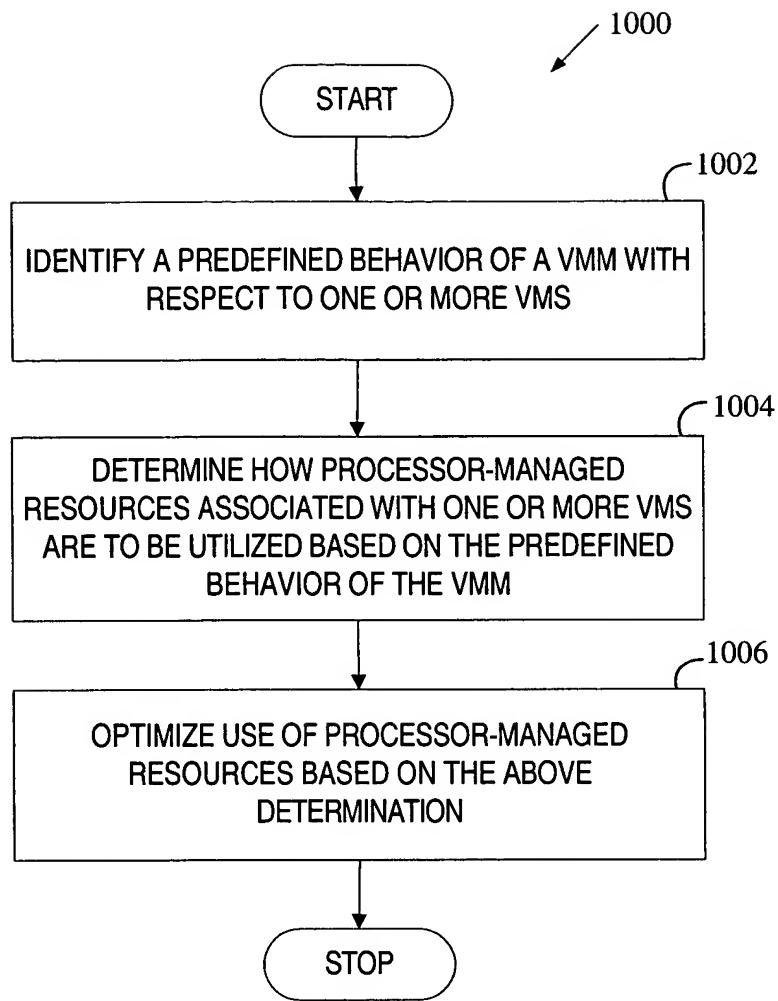 1000
START
1002
IDENTIFY A PREDEFINED BEHAVIOR OF A VMM WITH
RESPECT TO ONE OR MORE VMS
1004
DETERMINE HOW PROCESSOR-MANAGED
RESOURCES ASSOCIATED WITH ONE OR MORE VMS
ARE TO BE UTILIZED BASED ON THE PREDEFINED
BEHAVIOR OF THE VMM
1006
OPTIMIZE USE OF PROCESSOR-MANAGED
RESOURCES BASED ON THE ABOVE
DETERMINATION
STOP